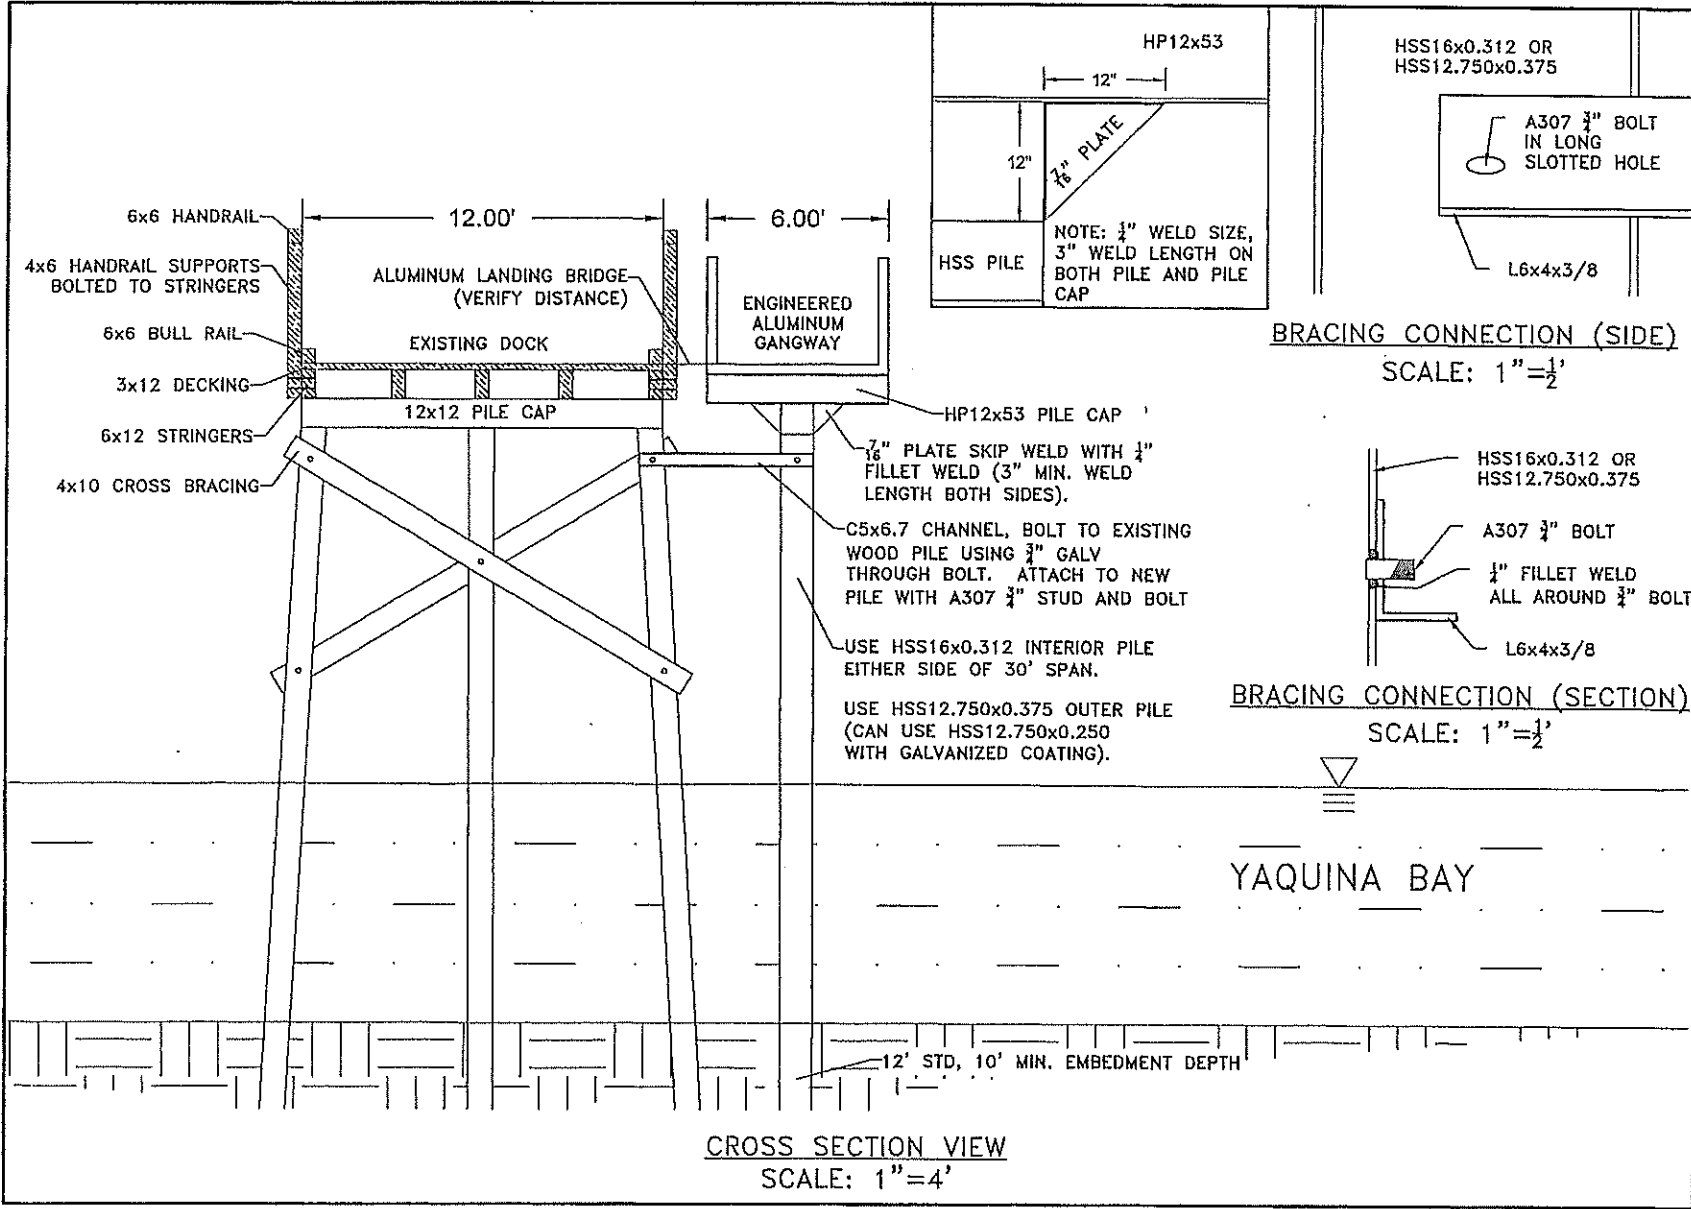 HP12x53
12"
12"
7/16" PLATE
HSS PILE
NOTE: 1/4" WELD SIZE,
3" WELD LENGTH ON
BOTH PILE AND PILE
CAP
HSS16x0.312 OR
HSS12.750x0.375
A307 3/4" BOLT
IN LONG
SLOTTED HOLE
L6x4x3/8
BRACING CONNECTION (SIDE)
SCALE: 1"=1/2'
6x6 HANDRAIL
12.00'
6.00'
4x6 HANDRAIL SUPPORTS
BOLTED TO STRINGERS
ALUMINUM LANDING BRIDGE
(VERIFY DISTANCE)
ENGINEERED
ALUMINUM
GANGWAY
6x6 BULL RAIL
EXISTING DOCK
3x12 DECKING
12x12 PILE CAP
6x12 STRINGERS
4x10 CROSS BRACING
HP12x53 PILE CAP
7/16" PLATE SKIP WELD WITH 1/4"
FILLET WELD (3" MIN. WELD
LENGTH BOTH SIDES).
C5x6.7 CHANNEL, BOLT TO EXISTING
WOOD PILE USING 3/4" GALV
THROUGH BOLT. ATTACH TO NEW
PILE WITH A307 3/4" STUD AND BOLT
USE HSS16x0.312 INTERIOR PILE
EITHER SIDE OF 30' SPAN.
USE HSS12.750x0.375 OUTER PILE
(CAN USE HSS12.750x0.250
WITH GALVANIZED COATING).
HSS16x0.312 OR
HSS12.750x0.375
A307 3/4" BOLT
1/4" FILLET WELD
ALL AROUND 3/4" BOLT
L6x4x3/8
BRACING CONNECTION (SECTION)
SCALE: 1"=1/2'
YAQUINA BAY
12' STD, 10' MIN. EMBEDMENT DEPTH
CROSS SECTION VIEW
SCALE: 1"=4'